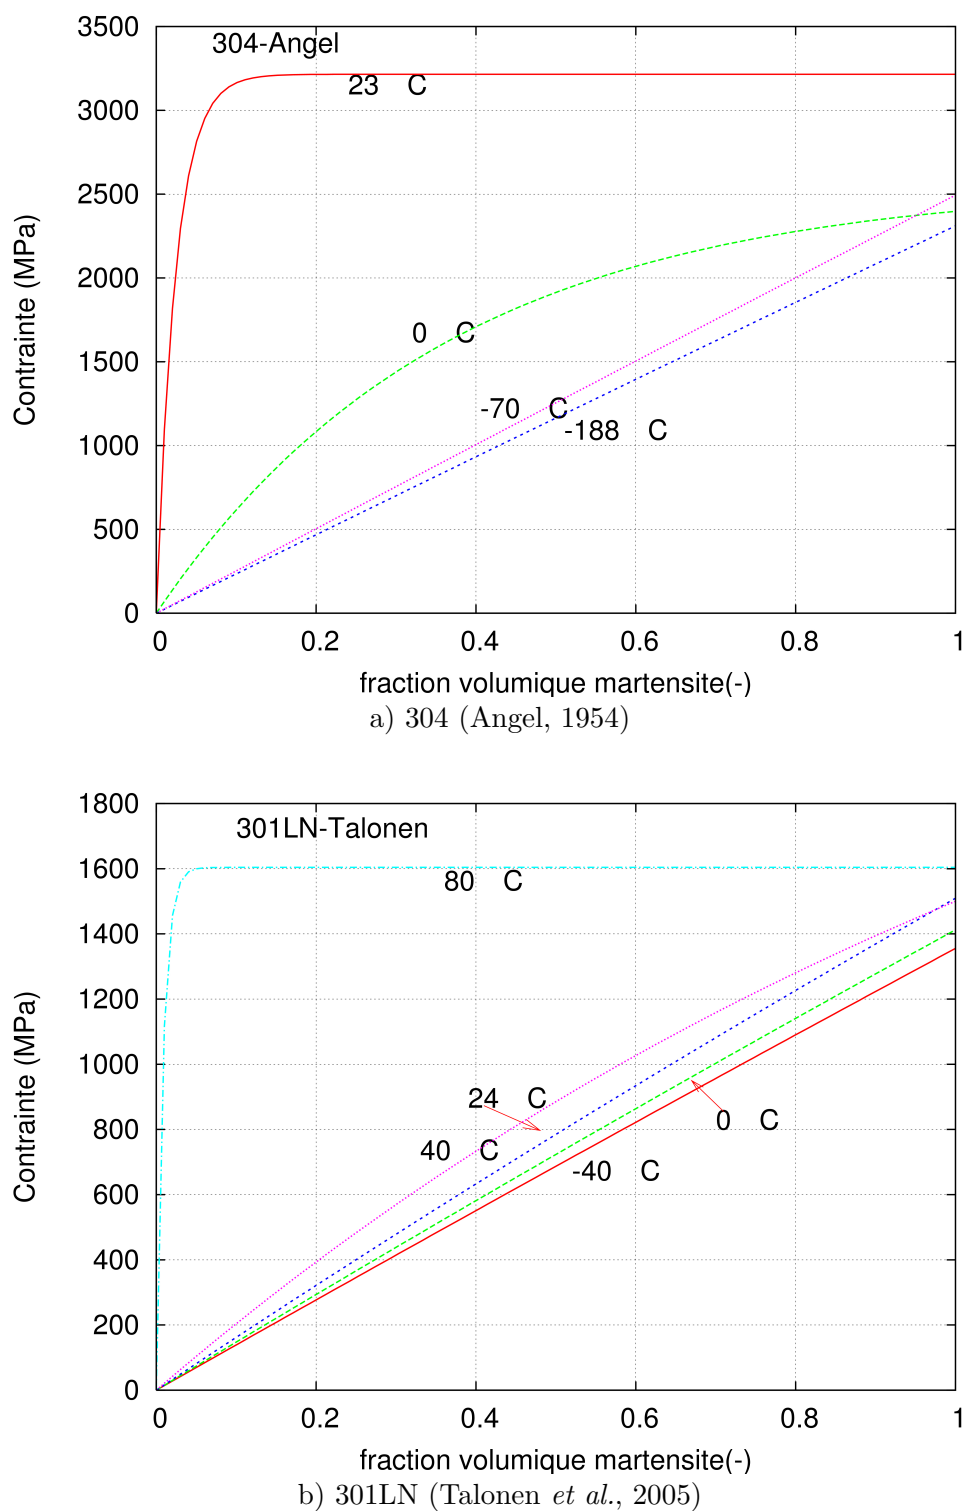 3500
304-Angel
23 C
3000
2500
2000
0 C
1500
-70 C
-188 C
1000
500
0
Contrainte (MPa)
0 0.2 0.4 0.6 0.8 1
fraction volumique martensite(-)
a) 304 (Angel, 1954)
1800
301LN-Talonen
1600
80 C
1400
1200
1000
24 C
0 C
800
40 C
-40 C
600
400
200
0
Contrainte (MPa)
0 0.2 0.4 0.6 0.8 1
fraction volumique martensite(-)
b) 301LN (Talonen et al., 2005)